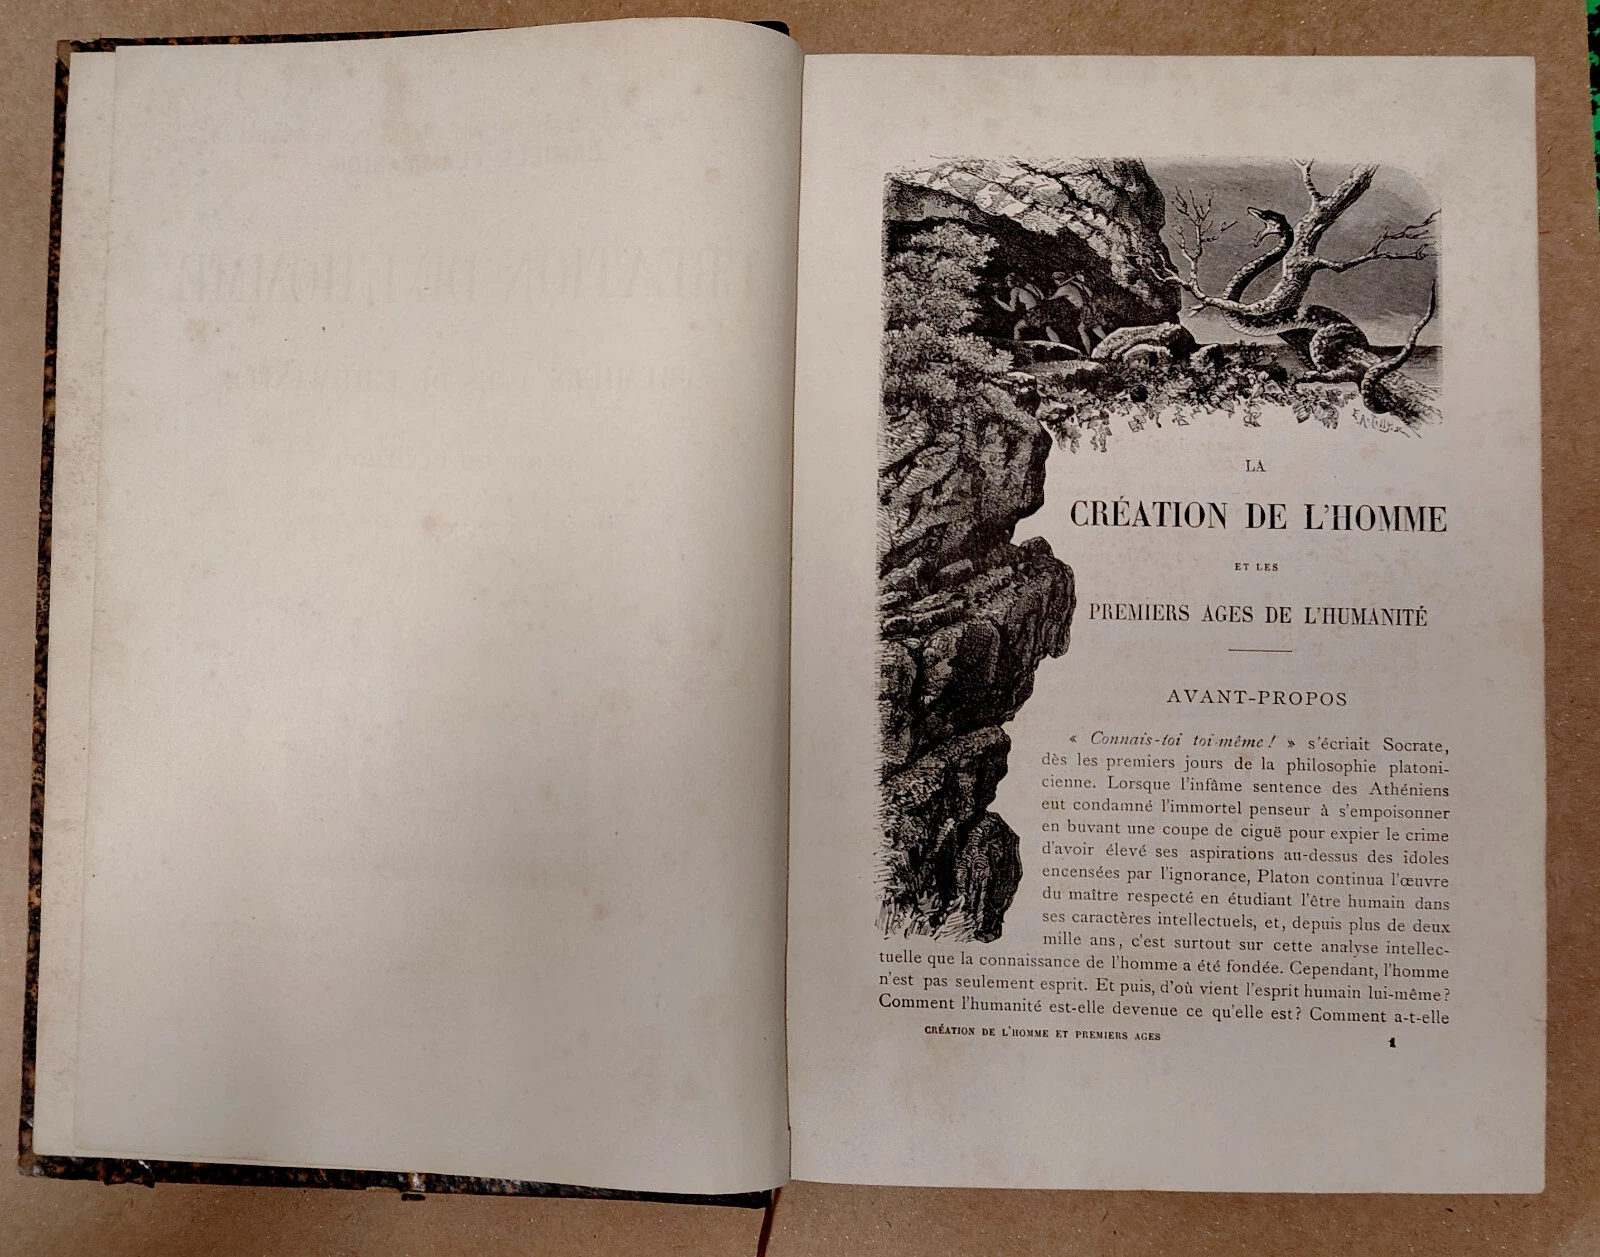 LA
CRÉATION DE L'HOMME
ET LES
PREMIERS AGES DE L'HUMANITÉ
AVANT-PROPOS
« Connais-toi toi-même ! » s'écriait Socrate,
dès les premiers jours de la philosophie platoni-
cienne. Lorsque l'infâme sentence des Athéniens
eut condamné l'immortel penseur à s'empoisonner
en buvant une coupe de ciguë pour expier le crime
d'avoir élevé ses aspirations au-dessus des idoles
encensées par l'ignorance, Platon continua l'œuvre
du maître respecté en étudiant l'être humain dans
ses caractères intellectuels, et, depuis plus de deux
mille ans, c'est surtout sur cette analyse intellec-
tuelle que la connaissance de l'homme a été fondée. Cependant, l'homme
n'est pas seulement esprit. Et puis, d'où vient l'esprit humain lui-même?
Comment l'humanité est-elle devenue ce qu'elle est? Comment a-t-elle
CRÉATION DE L'HOMME ET PREMIERS AGES
1